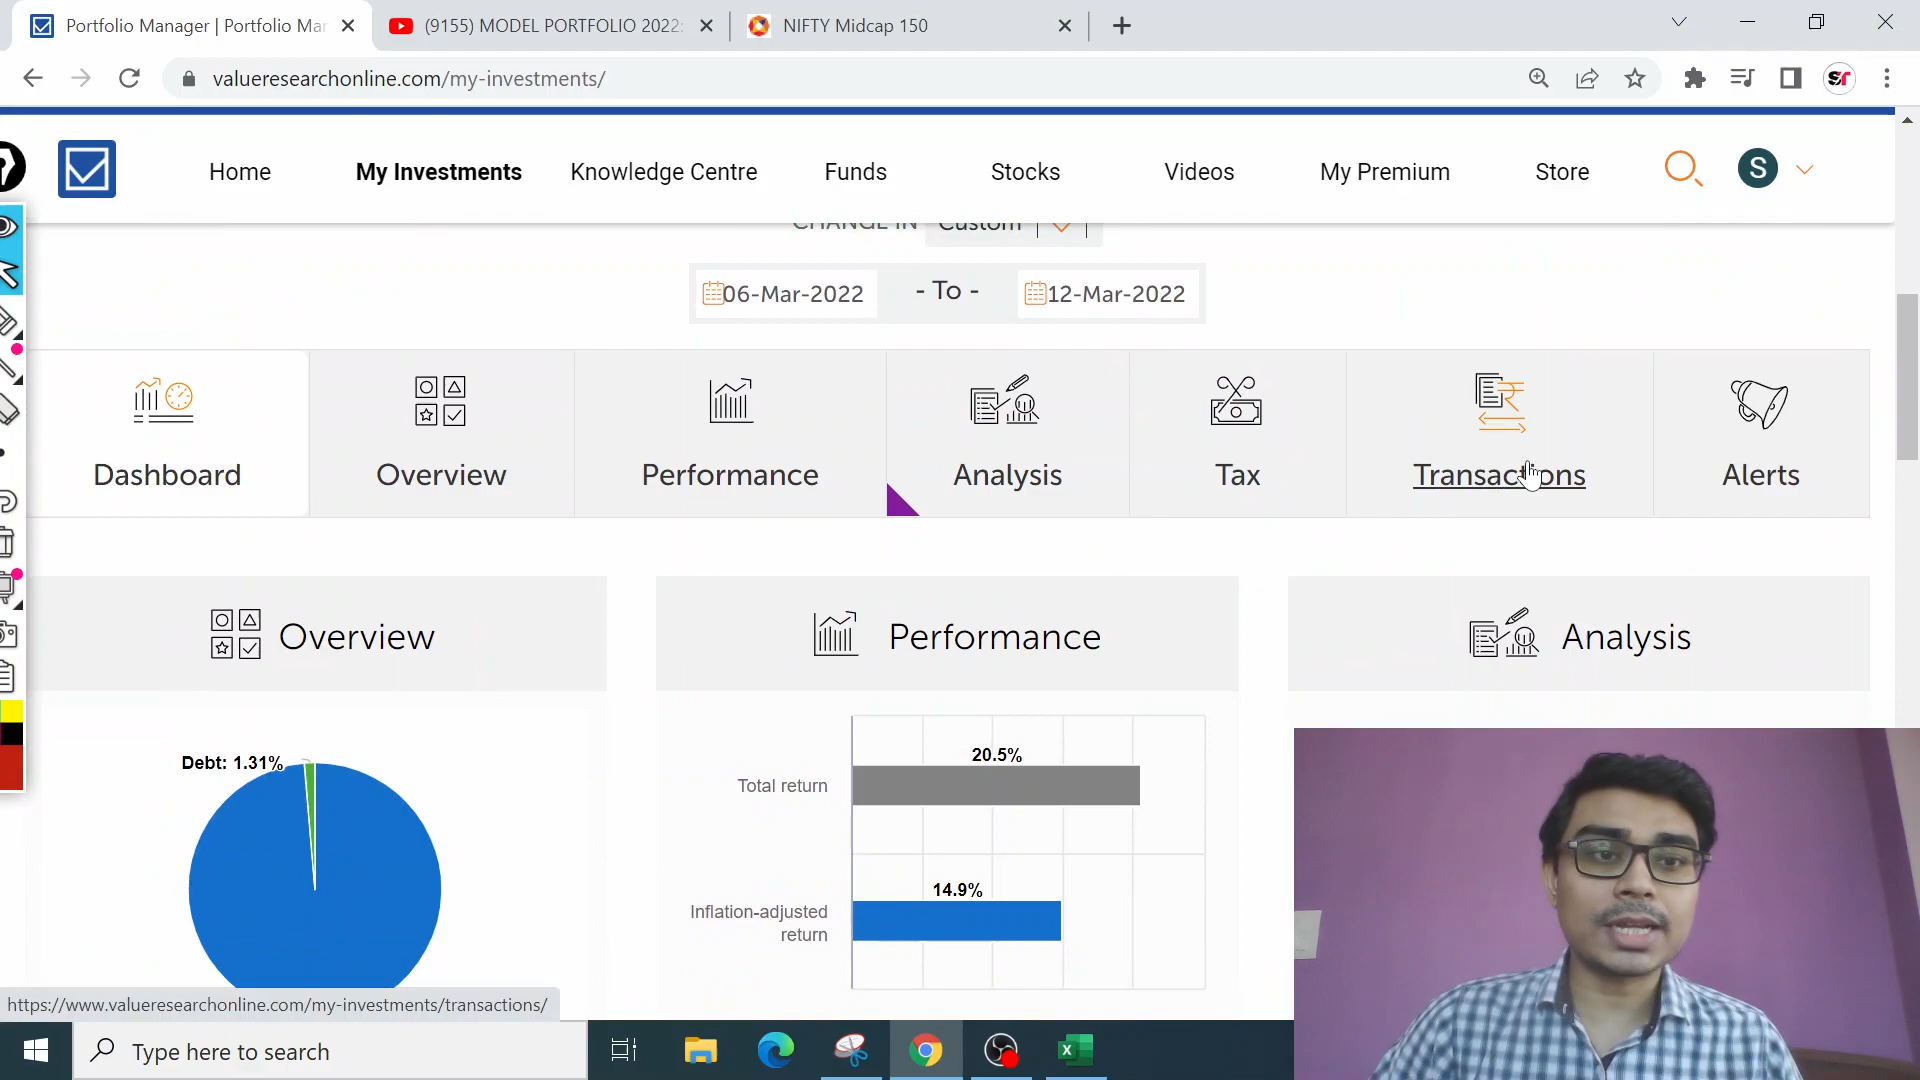 Portfolio Manager | Portfolio Mar
(9155) MODEL PORTFOLIO 2022:
NIFTY Midcap 150
valueresearchonline.com/my-investments/
Home
My Investments
Knowledge Centre
Funds
Stocks
Videos
My Premium
Store
S
CHANGE IN
Custom
06-Mar-2022
- To -
12-Mar-2022
Dashboard
Overview
Performance
Analysis
Tax
Transactions
Alerts
Overview
Performance
Analysis
Debt: 1.31%
20.5%
Total return
14.9%
Inflation-adjusted
return
https://www.valueresearchonline.com/my-investments/transactions/
Type here to search